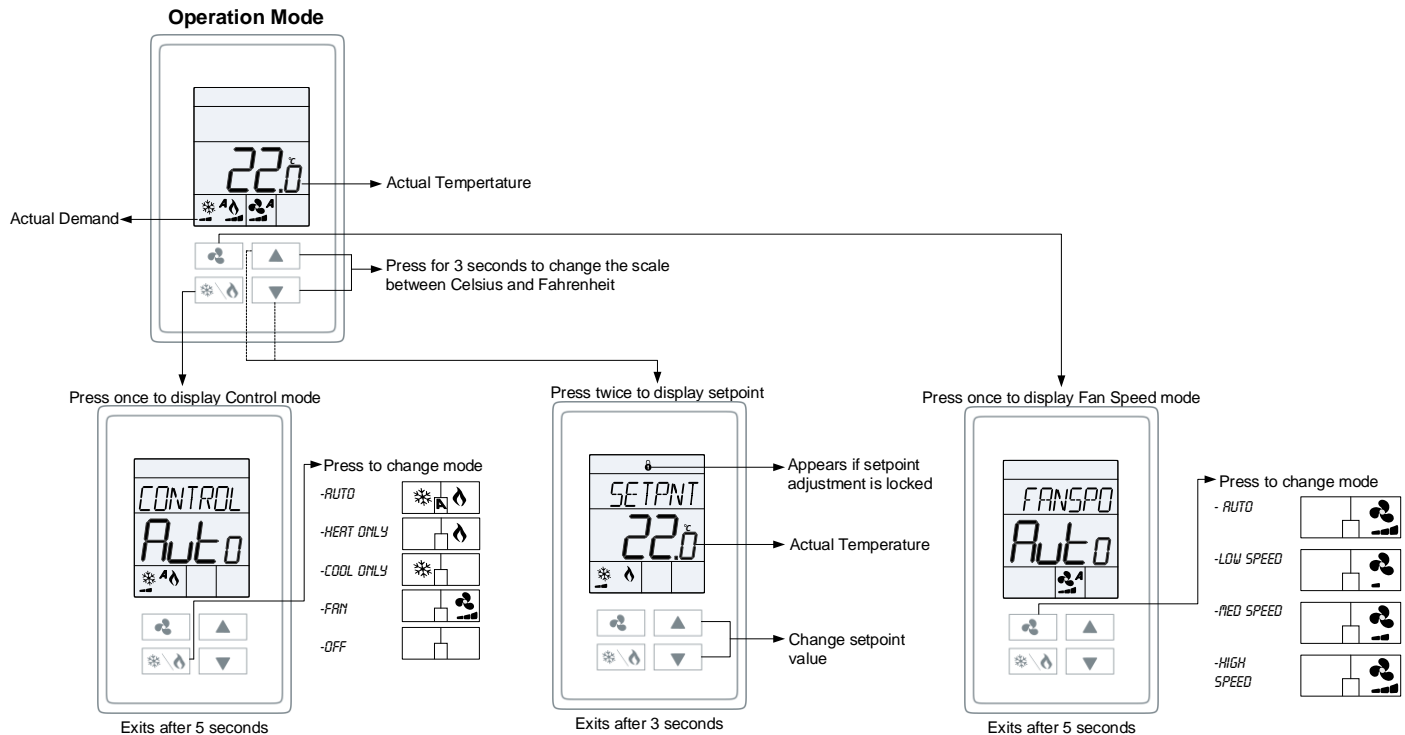 Operation Mode
22.0 °C
Actual Tempertature
Actual Demand
A
A
Press for 3 seconds to change the scale
between Celsius and Fahrenheit
Press once to display Control mode
CONTROL
Auto
A
Press to change mode
-AUTO
A
-HEAT ONLY
-COOL ONLY
-FAN
-OFF
Exits after 5 seconds
Press twice to display setpoint
SETPNT
22.0 °C
Appears if setpoint
adjustment is locked
Actual Temperature
Change setpoint
value
Exits after 3 seconds
Press once to display Fan Speed mode
FANSPD
Auto
A
Press to change mode
- AUTO
-LOW SPEED
-MED SPEED
-HIGH
SPEED
Exits after 5 seconds